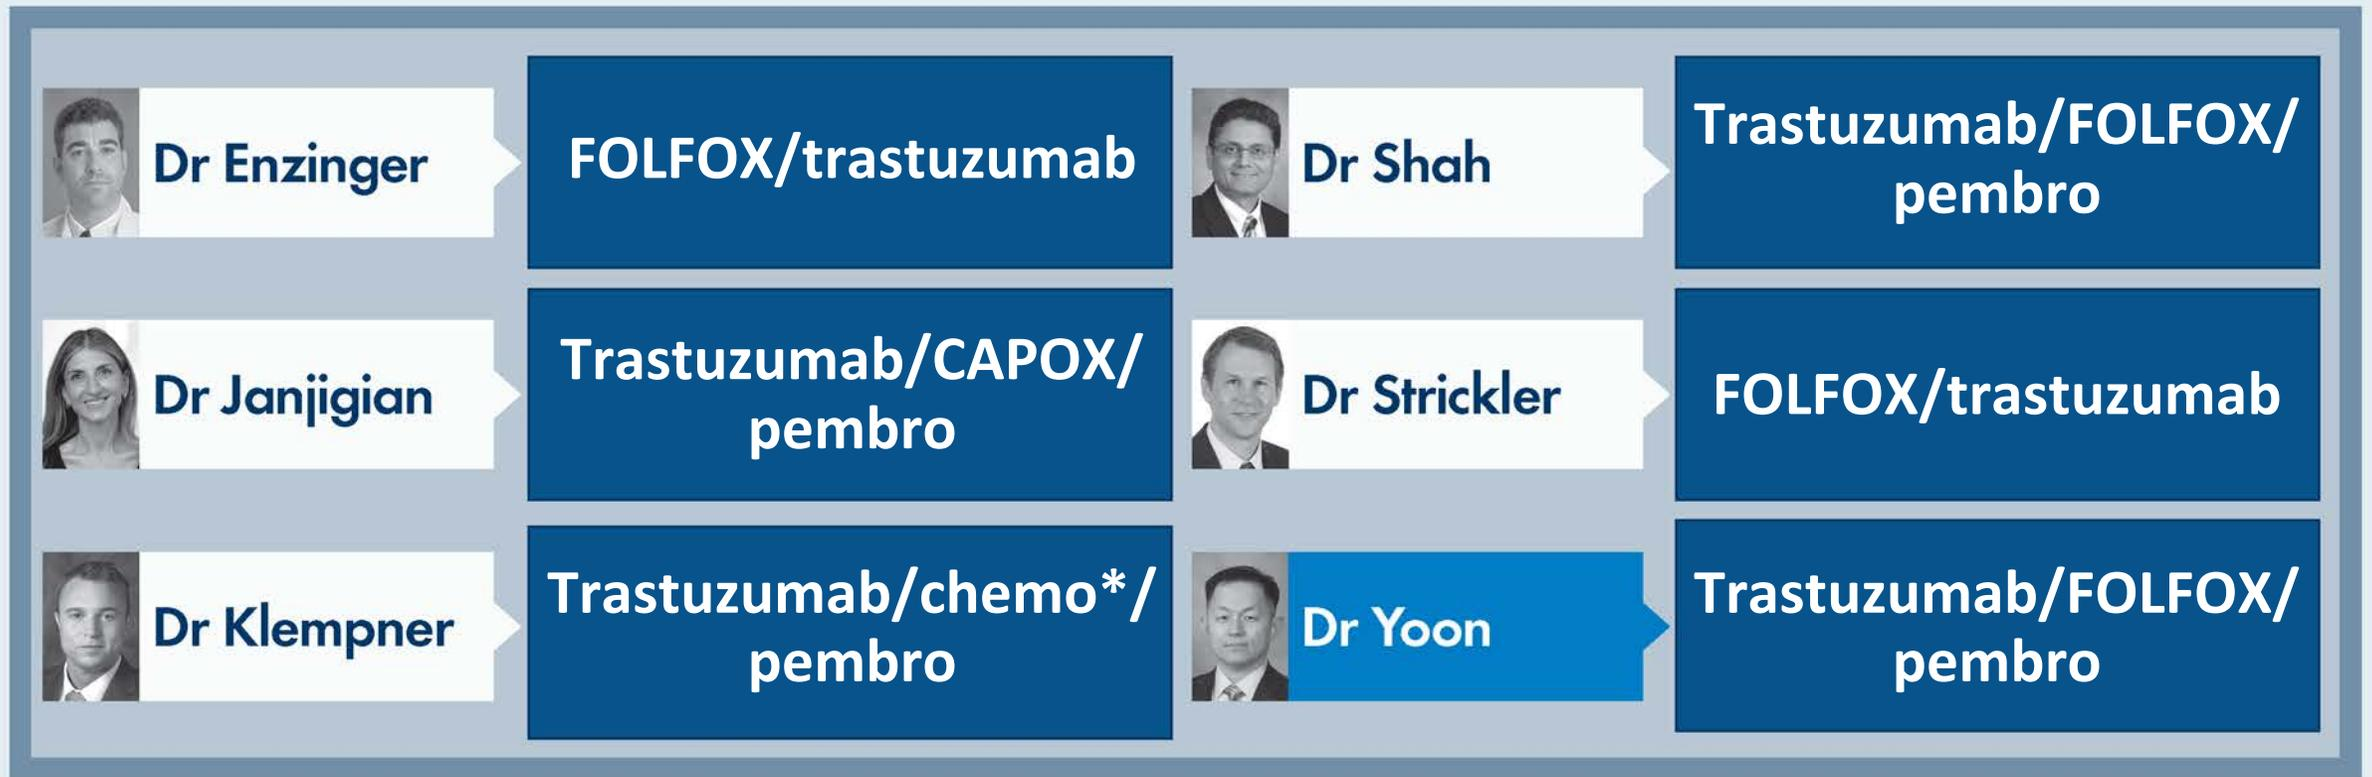 Dr Enzinger
FOLFOX/trastuzumab
Dr Shah
Trastuzumab/FOLFOX/
pembro
Dr Janjigian
Trastuzumab/CAPOX/
pembro
Dr Strickler
FOLFOX/trastuzumab
Dr Klempner
Trastuzumab/chemo*/
pembro
Dr Yoon
Trastuzumab/FOLFOX/
pembro